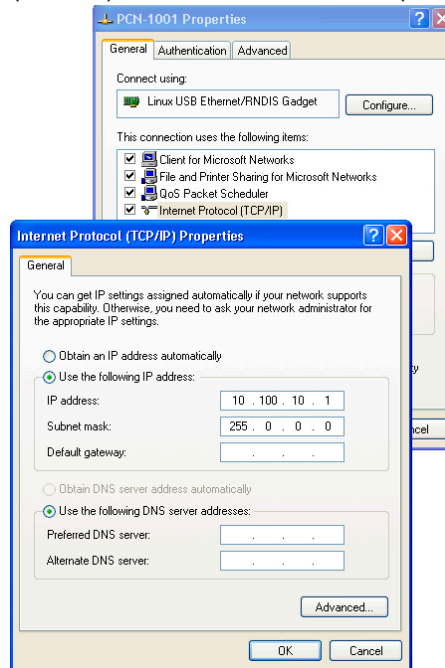 PCN-1001 Properties
General Authentication Advanced
Connect using:
Linux USB Ethernet/RNDIS Gadget Configure...
This connection uses the following items:
Client for Microsoft Networks
File and Printer Sharing for Microsoft Networks
QoS Packet Scheduler
Internet Protocol (TCP/IP)
Internet Protocol (TCP/IP) Properties
General
You can get IP settings assigned automatically if your network supports
this capability. Otherwise, you need to ask your network administrator for
the appropriate IP settings.
Obtain an IP address automatically
Use the following IP address:
IP address: 10 . 100 . 10 . 1
Subnet mask: 255 . 0 . 0 . 0
Default gateway: . . .
Obtain DNS server address automatically
Use the following DNS server addresses:
Preferred DNS server: . . .
Alternate DNS server: . . .
Advanced...
OK Cancel